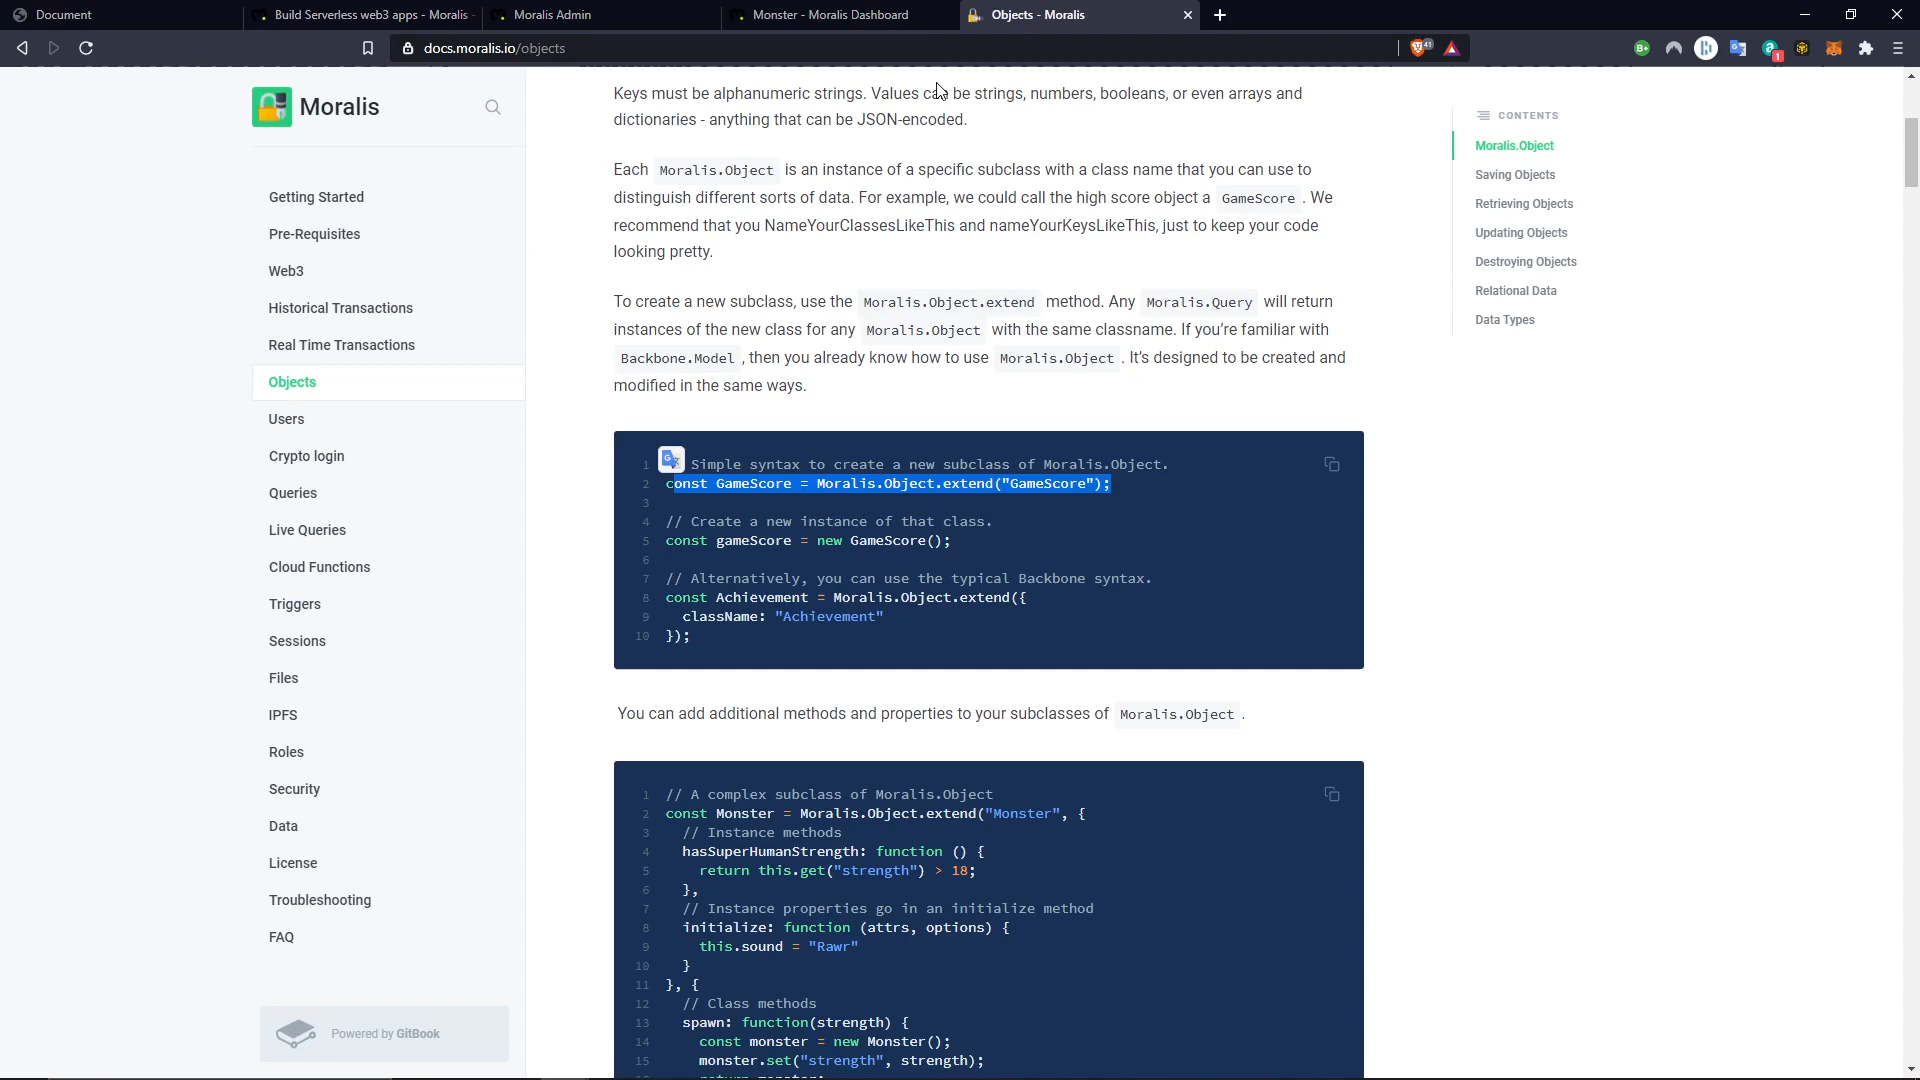 Document
Build Serverless web3 apps - Moralis -
Moralis Admin
Monster - Moralis Dashboard
Objects - Moralis
docs.moralis.io/objects
41
B+
1
Moralis
Getting Started
Pre-Requisites
Web3
Historical Transactions
Real Time Transactions
Objects
Users
Crypto login
Queries
Live Queries
Cloud Functions
Triggers
Sessions
Files
IPFS
Roles
Security
Data
License
Troubleshooting
FAQ
Powered by GitBook
Keys must be alphanumeric strings. Values can be strings, numbers, booleans, or even arrays and
dictionaries - anything that can be JSON-encoded.
Each Moralis.Object is an instance of a specific subclass with a class name that you can use to
distinguish different sorts of data. For example, we could call the high score object a GameScore . We
recommend that you NameYourClassesLikeThis and nameYourKeysLikeThis, just to keep your code
looking pretty.
To create a new subclass, use the Moralis.Object.extend method. Any Moralis.Query will return
instances of the new class for any Moralis.Object with the same classname. If you're familiar with
Backbone.Model , then you already know how to use Moralis.Object . It's designed to be created and
modified in the same ways.
1 Simple syntax to create a new subclass of Moralis.Object.
2 const GameScore = Moralis.Object.extend("GameScore");
3
4 // Create a new instance of that class.
5 const gameScore = new GameScore();
6
7 // Alternatively, you can use the typical Backbone syntax.
8 const Achievement = Moralis.Object.extend({
9 className: "Achievement"
10 });
You can add additional methods and properties to your subclasses of Moralis.Object .
1 // A complex subclass of Moralis.Object
2 const Monster = Moralis.Object.extend("Monster", {
3 // Instance methods
4 hasSuperHumanStrength: function () {
5 return this.get("strength") > 18;
6 },
7 // Instance properties go in an initialize method
8 initialize: function (attrs, options) {
9 this.sound = "Rawr"
10 }
11 }, {
12 // Class methods
13 spawn: function(strength) {
14 const monster = new Monster();
15 monster.set("strength", strength);
CONTENTS
Moralis.Object
Saving Objects
Retrieving Objects
Updating Objects
Destroying Objects
Relational Data
Data Types